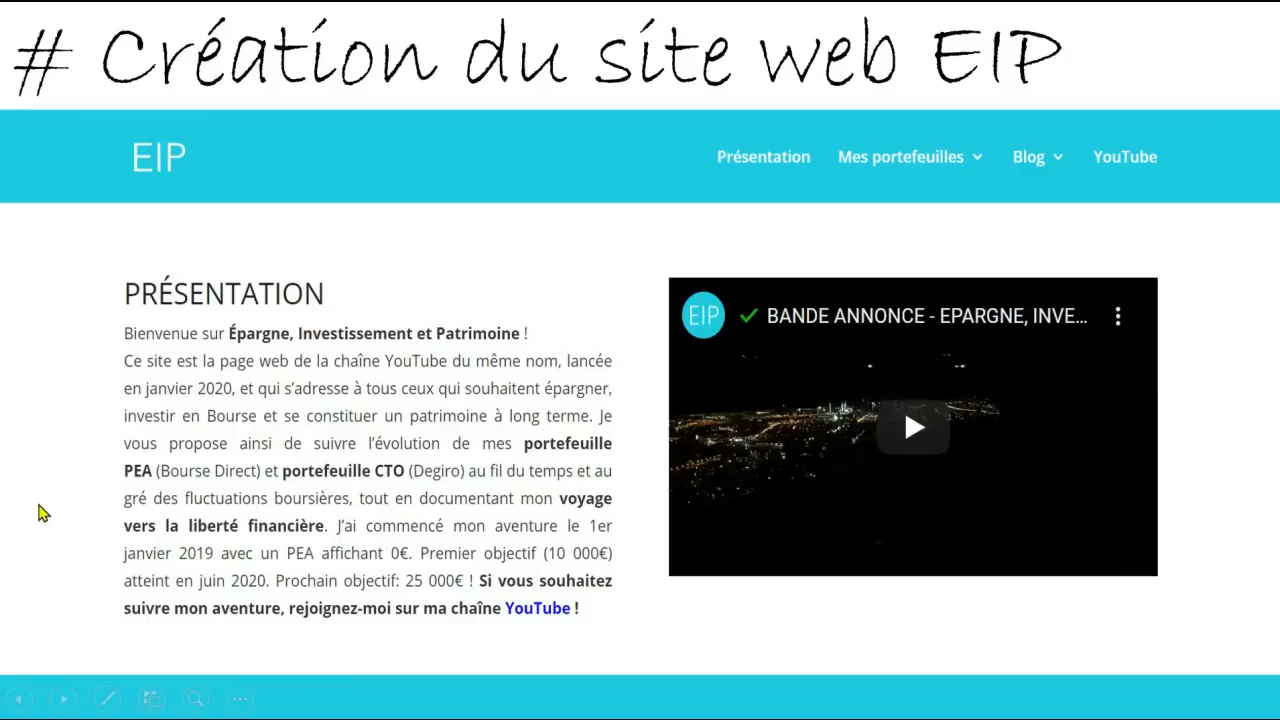 # Création du site web EIP
EIP
Présentation
Mes portefeuilles
Blog
YouTube
PRÉSENTATION
Bienvenue sur Épargne, Investissement et Patrimoine !
Ce site est la page web de la chaîne YouTube du même nom, lancée
en janvier 2020, et qui s’adresse à tous ceux qui souhaitent épargner,
investir en Bourse et se constituer un patrimoine à long terme. Je
vous propose ainsi de suivre l’évolution de mes portefeuille
PEA (Bourse Direct) et portefeuille CTO (Degiro) au fil du temps et au
gré des fluctuations boursières, tout en documentant mon voyage
vers la liberté financière. J’ai commencé mon aventure le 1er
janvier 2019 avec un PEA affichant 0€. Premier objectif (10 000€)
atteint en juin 2020. Prochain objectif: 25 000€ ! Si vous souhaitez
suivre mon aventure, rejoignez-moi sur ma chaîne YouTube !
EIP
BANDE ANNONCE - EPARGNE, INVE...